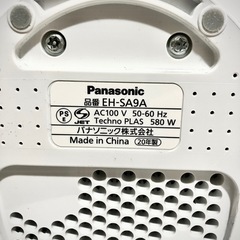 Panasonic
品番 EH-SA9A
PS E JET AC100 V 50-60 Hz
Techno PLAS 580 W
パナソニック株式会社
Made in China 20年製